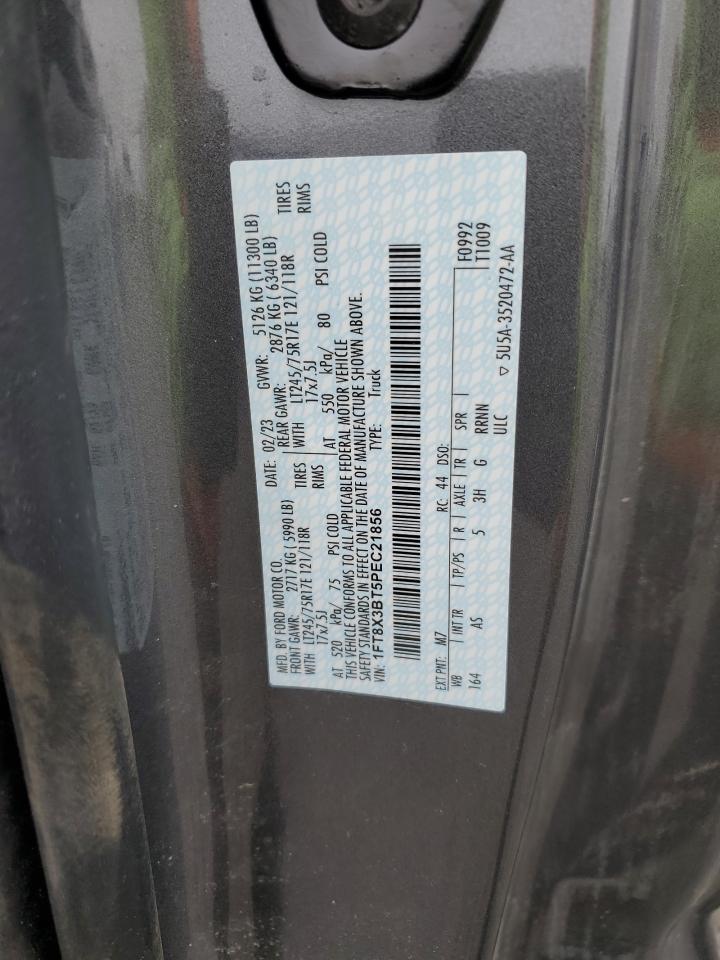 MFD. BY FORD MOTOR CO.
DATE: 02/23 GVWR: 5126 KG (11300 LB)
FRONT GAWR: 2717 KG ( 5990 LB)
REAR GAWR: 2876 KG ( 6340 LB)
WITH LT245/75R17E 121/118R TIRES
WITH LT245/75R17E 121/118R TIRES
17x7.5J RIMS
17x7.5J RIMS
AT 520 kPa/ 75 PSI COLD
AT 550 kPa/ 80 PSI COLD
THIS VEHICLE CONFORMS TO ALL APPLICABLE FEDERAL MOTOR VEHICLE
SAFETY STANDARDS IN EFFECT ON THE DATE OF MANUFACTURE SHOWN ABOVE.
VIN: 1FT8X3BT5PEC21856 TYPE: Truck
F0992
T1009
EXT PNT: M7 RC: 44 DSO:
WB INT TR TP/PS R AXLE TR SPR
164 AS 5 3H G RRNN
ULC
▽ 5U5A-3520472-AA